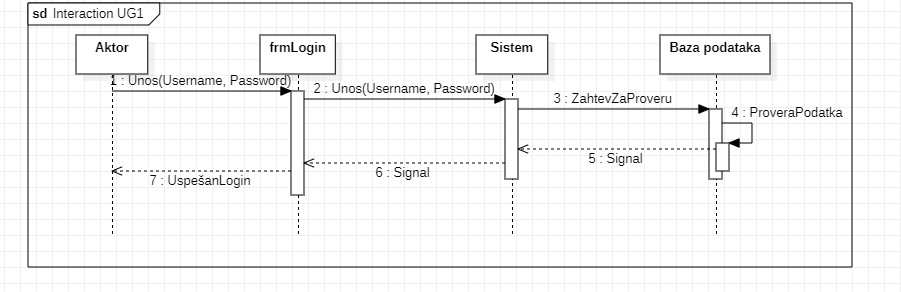 sd Interaction UG1
Aktor
frmLogin
Sistem
Baza podataka
1 : Unos(Username, Password)
2 : Unos(Username, Password)
3 : ZahtevZaProveru
4 : ProveraPodatka
5 : Signal
6 : Signal
7 : UspešanLogin